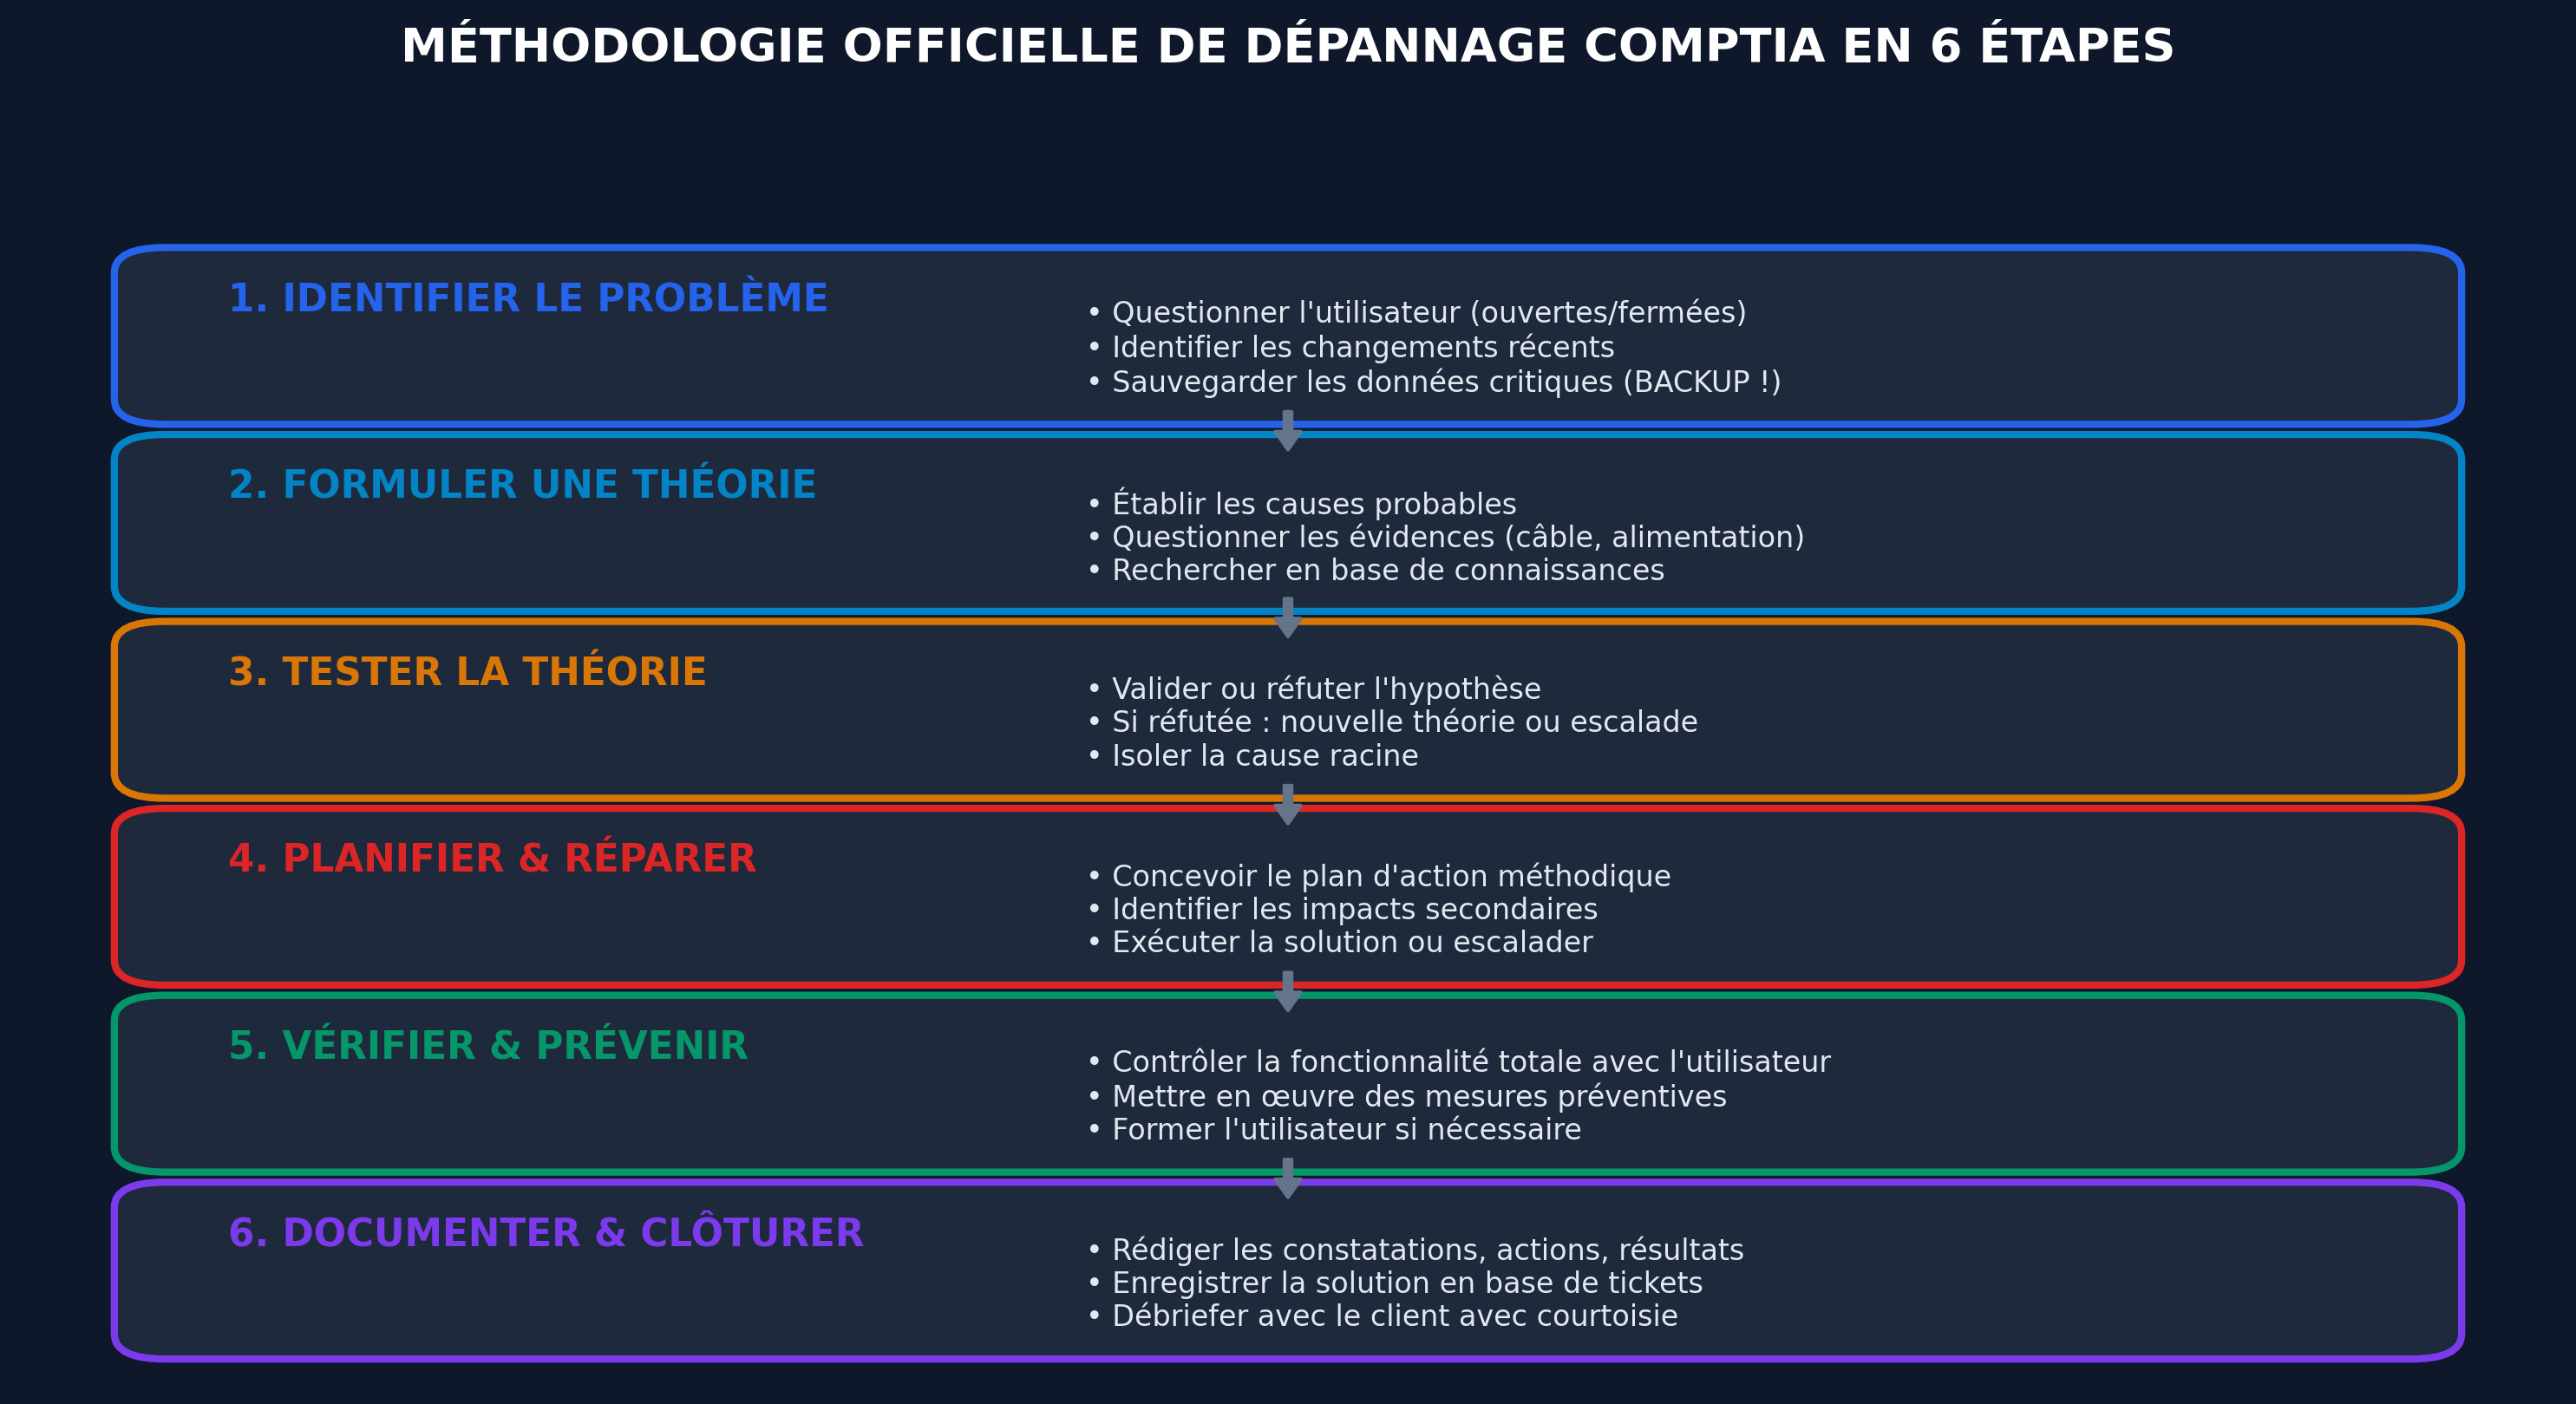 MÉTHODOLOGIE OFFICIELLE DE DÉPANNAGE COMPTIA EN 6 ÉTAPES
1. IDENTIFIER LE PROBLÈME
• Questionner l'utilisateur (ouvertes/fermées)
• Identifier les changements récents
• Sauvegarder les données critiques (BACKUP !)
2. FORMULER UNE THÉORIE
• Établir les causes probables
• Questionner les évidences (câble, alimentation)
• Rechercher en base de connaissances
3. TESTER LA THÉORIE
• Valider ou réfuter l'hypothèse
• Si réfutée : nouvelle théorie ou escalade
• Isoler la cause racine
4. PLANIFIER & RÉPARER
• Concevoir le plan d'action méthodique
• Identifier les impacts secondaires
• Exécuter la solution ou escalader
5. VÉRIFIER & PRÉVENIR
• Contrôler la fonctionnalité totale avec l'utilisateur
• Mettre en œuvre des mesures préventives
• Former l'utilisateur si nécessaire
6. DOCUMENTER & CLÔTURER
• Rédiger les constatations, actions, résultats
• Enregistrer la solution en base de tickets
• Débriefer avec le client avec courtoisie